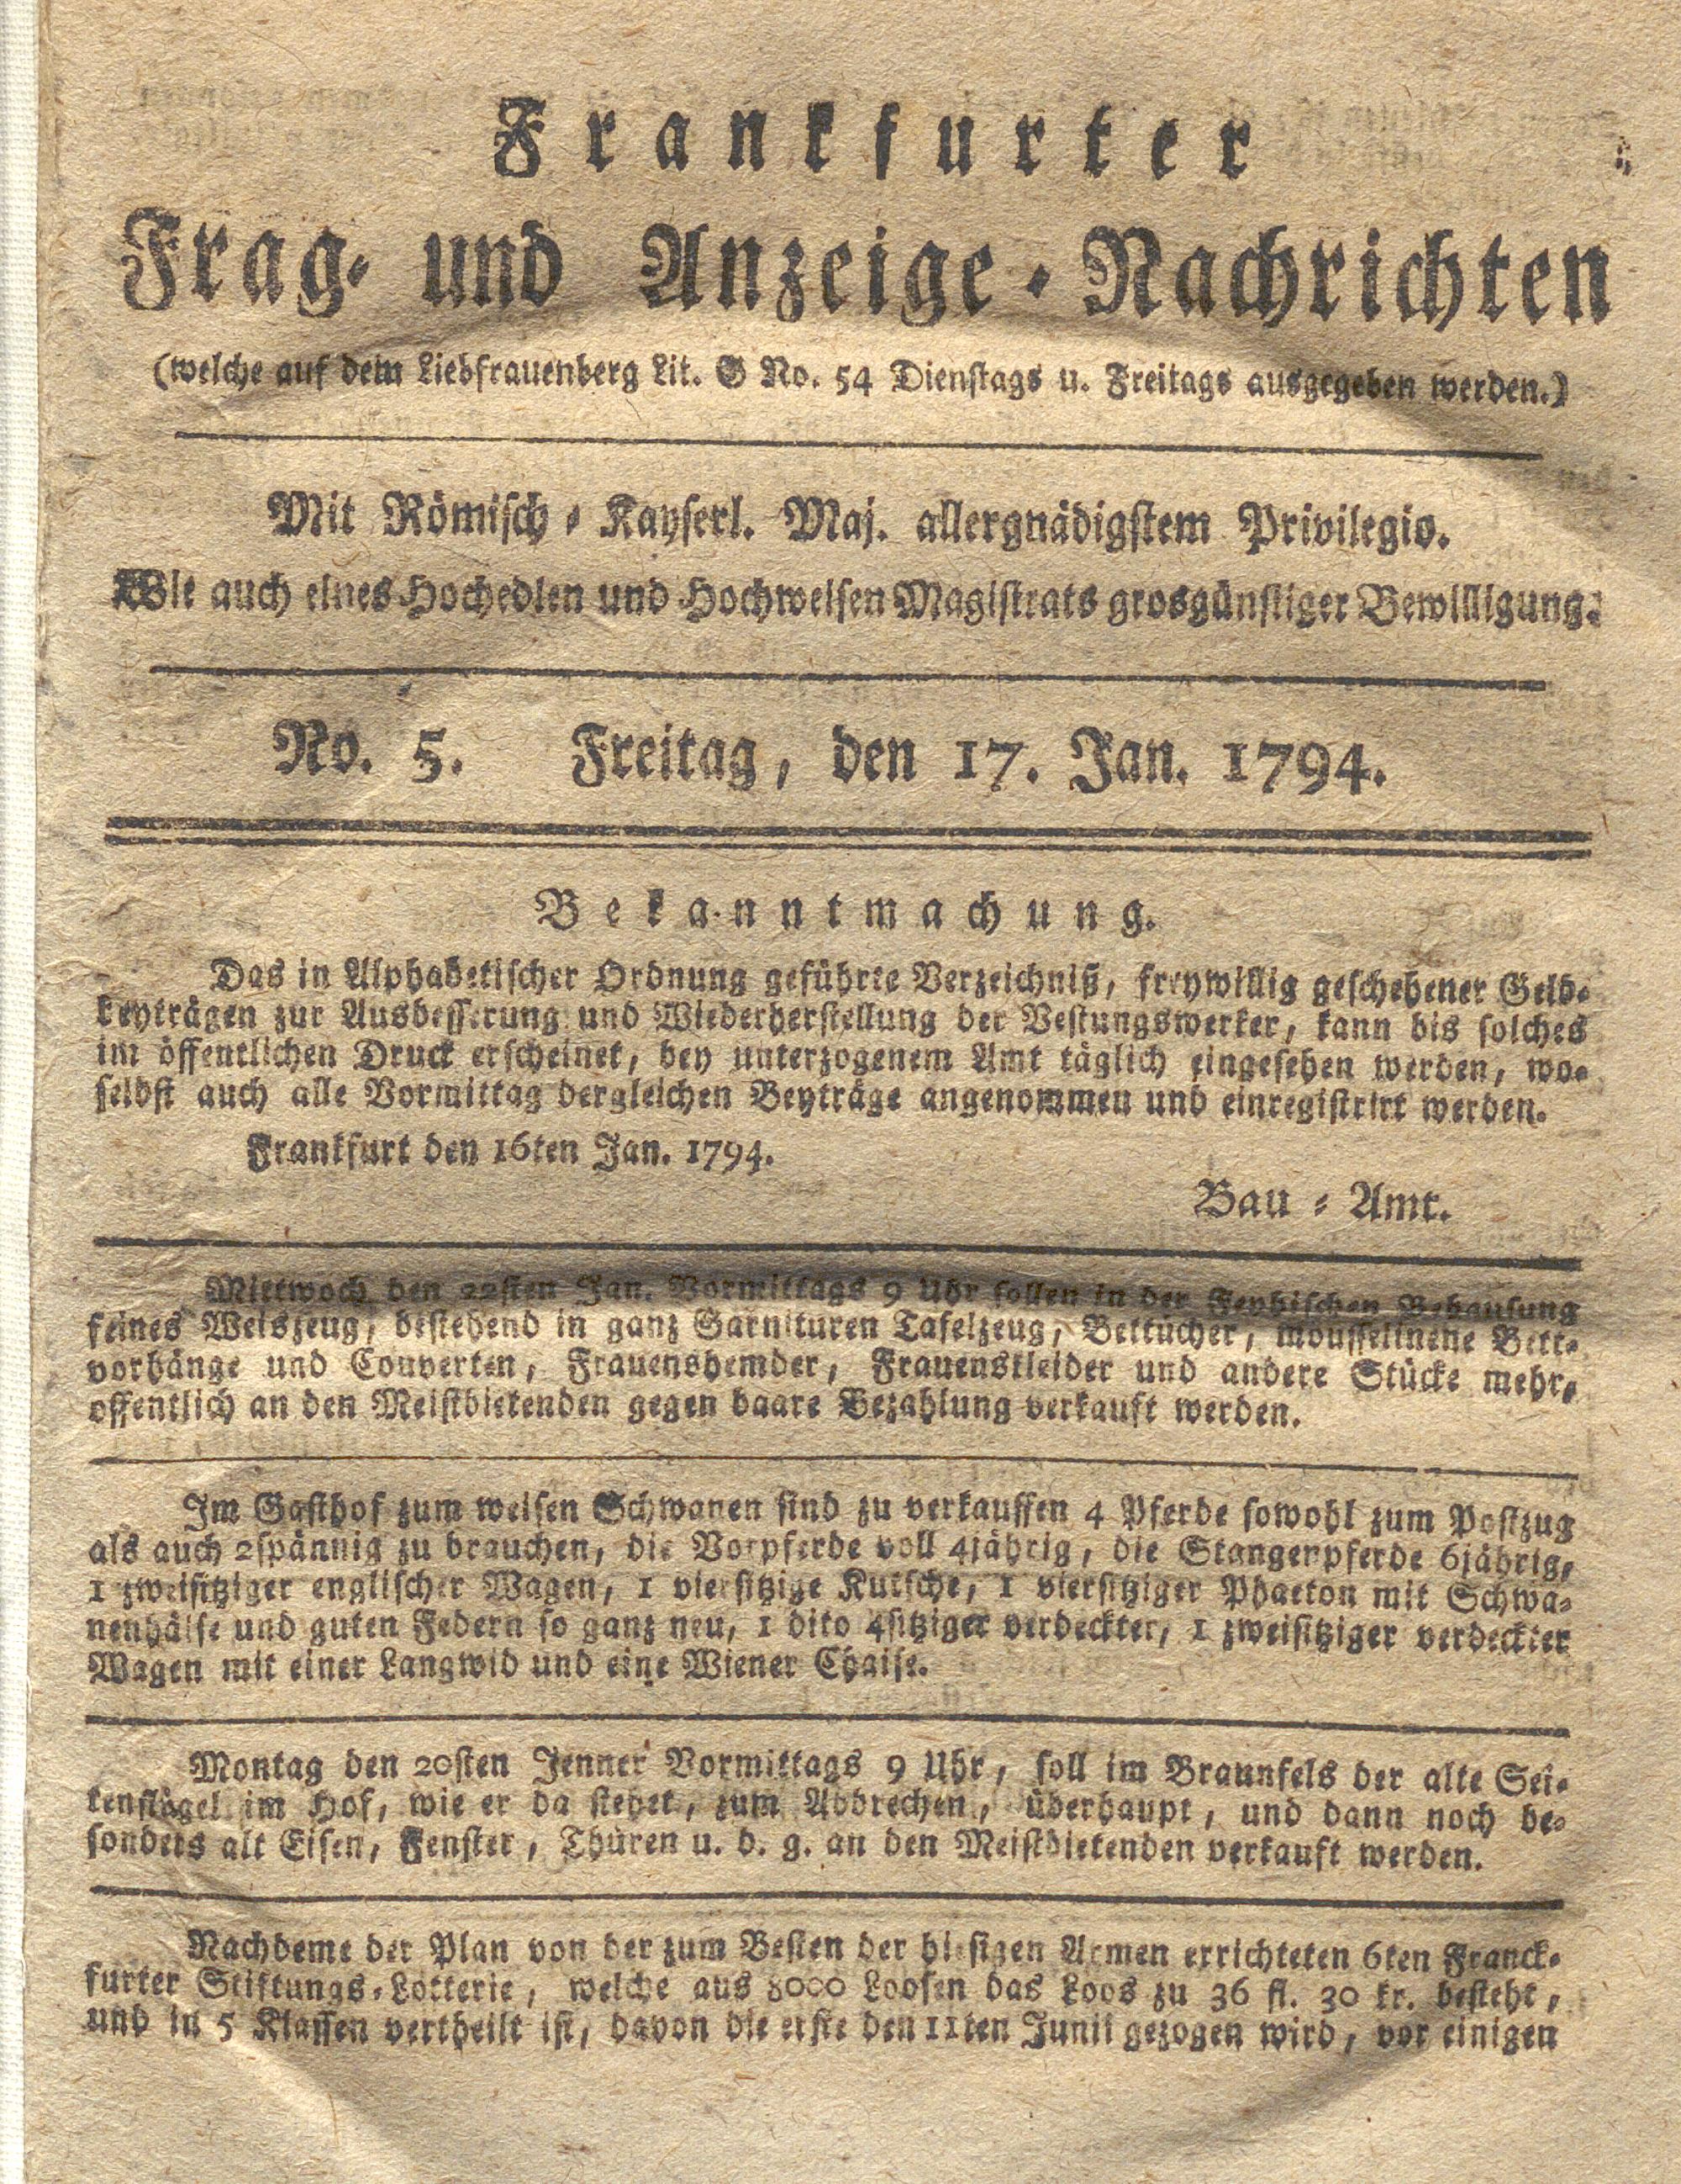 Frankfurter
Frag- und Anzeige-Nachrichten
(welche auf dem Liebfrauenberg Lit. G No. 54 Dienstags u. Freitags ausgegeben werden.)
Mit Römisch-Kayserl. Maj. allergnädigstem Privilegio.
Wie auch eines Hochedlen und Hochweisen Magistrats grosgünstiger Bewilligung.
No. 5. Freitag, den 17. Jan. 1794.
Bekanntmachung.
Das in Alphabetischer Ordnung geführte Verzeichniß, freywillig geschehener Geld-
beyträgen zur Ausbesserung und Wiederherstellung der Vestungswerker, kann bis solches
im öffentlichen Druck erscheinet, bey unterzogenem Amt täglich eingesehen werden, wo-
selbst auch alle Vormittag dergleichen Beyträge angenommen und einregistrirt werden.
Frankfurt den 16ten Jan. 1794.
Bau-Amt.
Mittwoch den 22sten Jan. Vormittags 9 Uhr sollen in der Behausung
feines Weiszeug, bestehend in ganz Garnituren Tafelzeug, Bettücher, mousselinene Bett-
vorhänge und Couverten, Frauenshemder, Frauenskleider und andere Stücke mehr,
offentlich an den Meistbietenden gegen baare Bezahlung verkauft werden.
Im Gasthof zum weisen Schwanen sind zu verkauffen 4 Pferde sowohl zum Postzug
als auch 2spännig zu brauchen, die Vorpferde voll 4jährig, die Stangenpferde 6jährig,
1 zweisitziger englischer Wagen, 1 viersitzige Kutsche, 1 viersitziger Phaeton mit Schwa-
nenhälse und guten Federn so ganz neu, 1 dito 4sitziger verdeckter, 1 zweisitziger verdeckter
Wagen mit einer Langwid und eine Wiener Chaise.
Montag den 20sten Jenner Vormittags 9 Uhr, soll im Braunfels der alte Sei-
tenflögel im Hof, wie er da stehet, zum Abbrechen, überhaupt, und dann noch be-
sonders alt Eisen, Fenster, Thüren u. d. g. an den Meistbietenden verkauft werden.
Nachdeme der Plan von der zum Besten der hiesigen Armen errichteten 6ten Franck-
furter Stiftungs-Lotterie, welche aus 8000 Loosen das Loos zu 36 fl. 30 kr. besteht,
und in 5 Klassen vertheilt ist, davon die erste den 11ten Junii gezogen wird, vor einigen